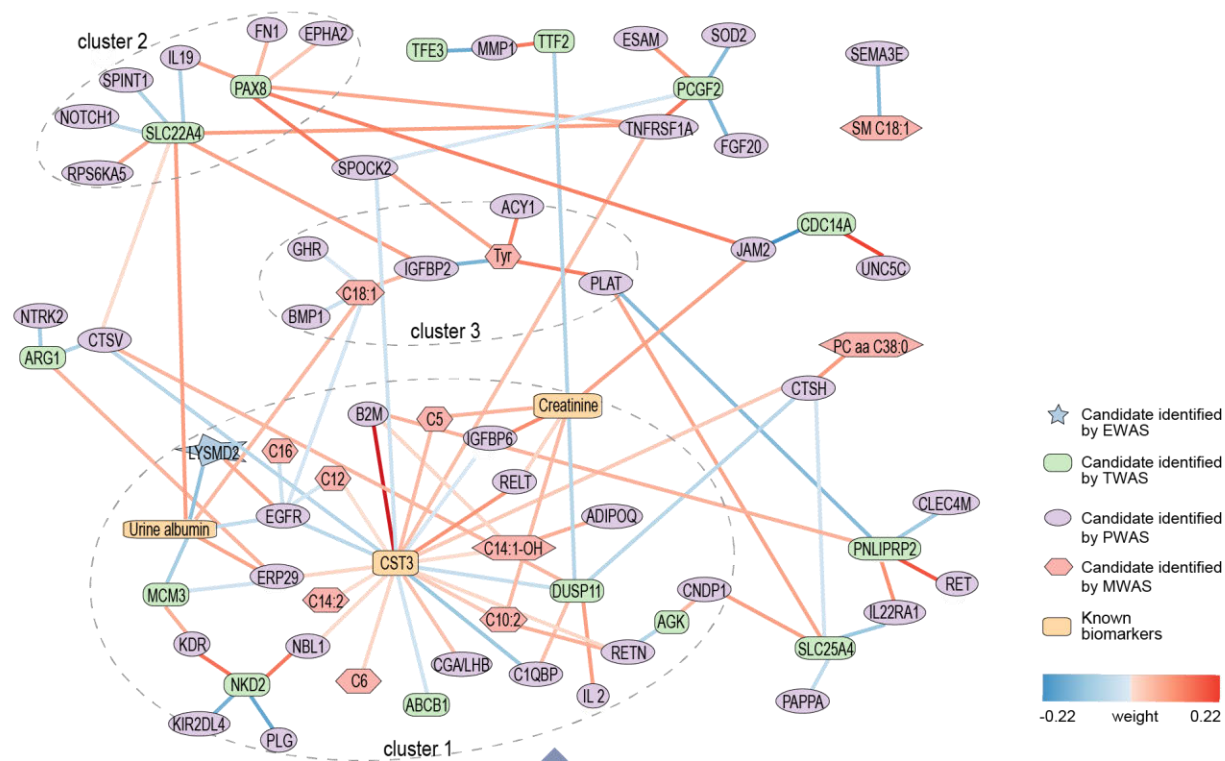 cluster 2
FN1
EPHA2
IL19
SPINT1
PAX8
NOTCH1
SLC22A4
RPS6KA5
TFE3
MMP1
TTF2
ESAM
SOD2
PCGF2
TNFRSF1A
FGF20
SEMA3E
SM C18:1
SPOCK2
ACY1
GHR
IGFBP2
Tyr
C18:1
BMP1
PLAT
cluster 3
JAM2
CDC14A
UNC5C
NTRK2
CTSV
ARG1
PC aa C38:0
CTSH
B2M
C5
Creatinine
IGFBP6
LYSMD2
C16
C12
RELT
EGFR
ADIPOQ
Urine albumin
CST3
C14:1-OH
ERP29
MCM3
C14:2
DUSP11
CNDP1
C10:2
AGK
KDR
NBL1
RETN
CGA/LHB
C1QBP
C6
NKD2
IL 2
ABCB1
KIR2DL4
PLG
cluster 1
CLEC4M
PNLIPRP2
RET
IL22RA1
SLC25A4
PAPPA
Candidate identified
by EWAS
Candidate identified
by TWAS
Candidate identified
by PWAS
Candidate identified
by MWAS
Known
biomarkers
-0.22 weight 0.22